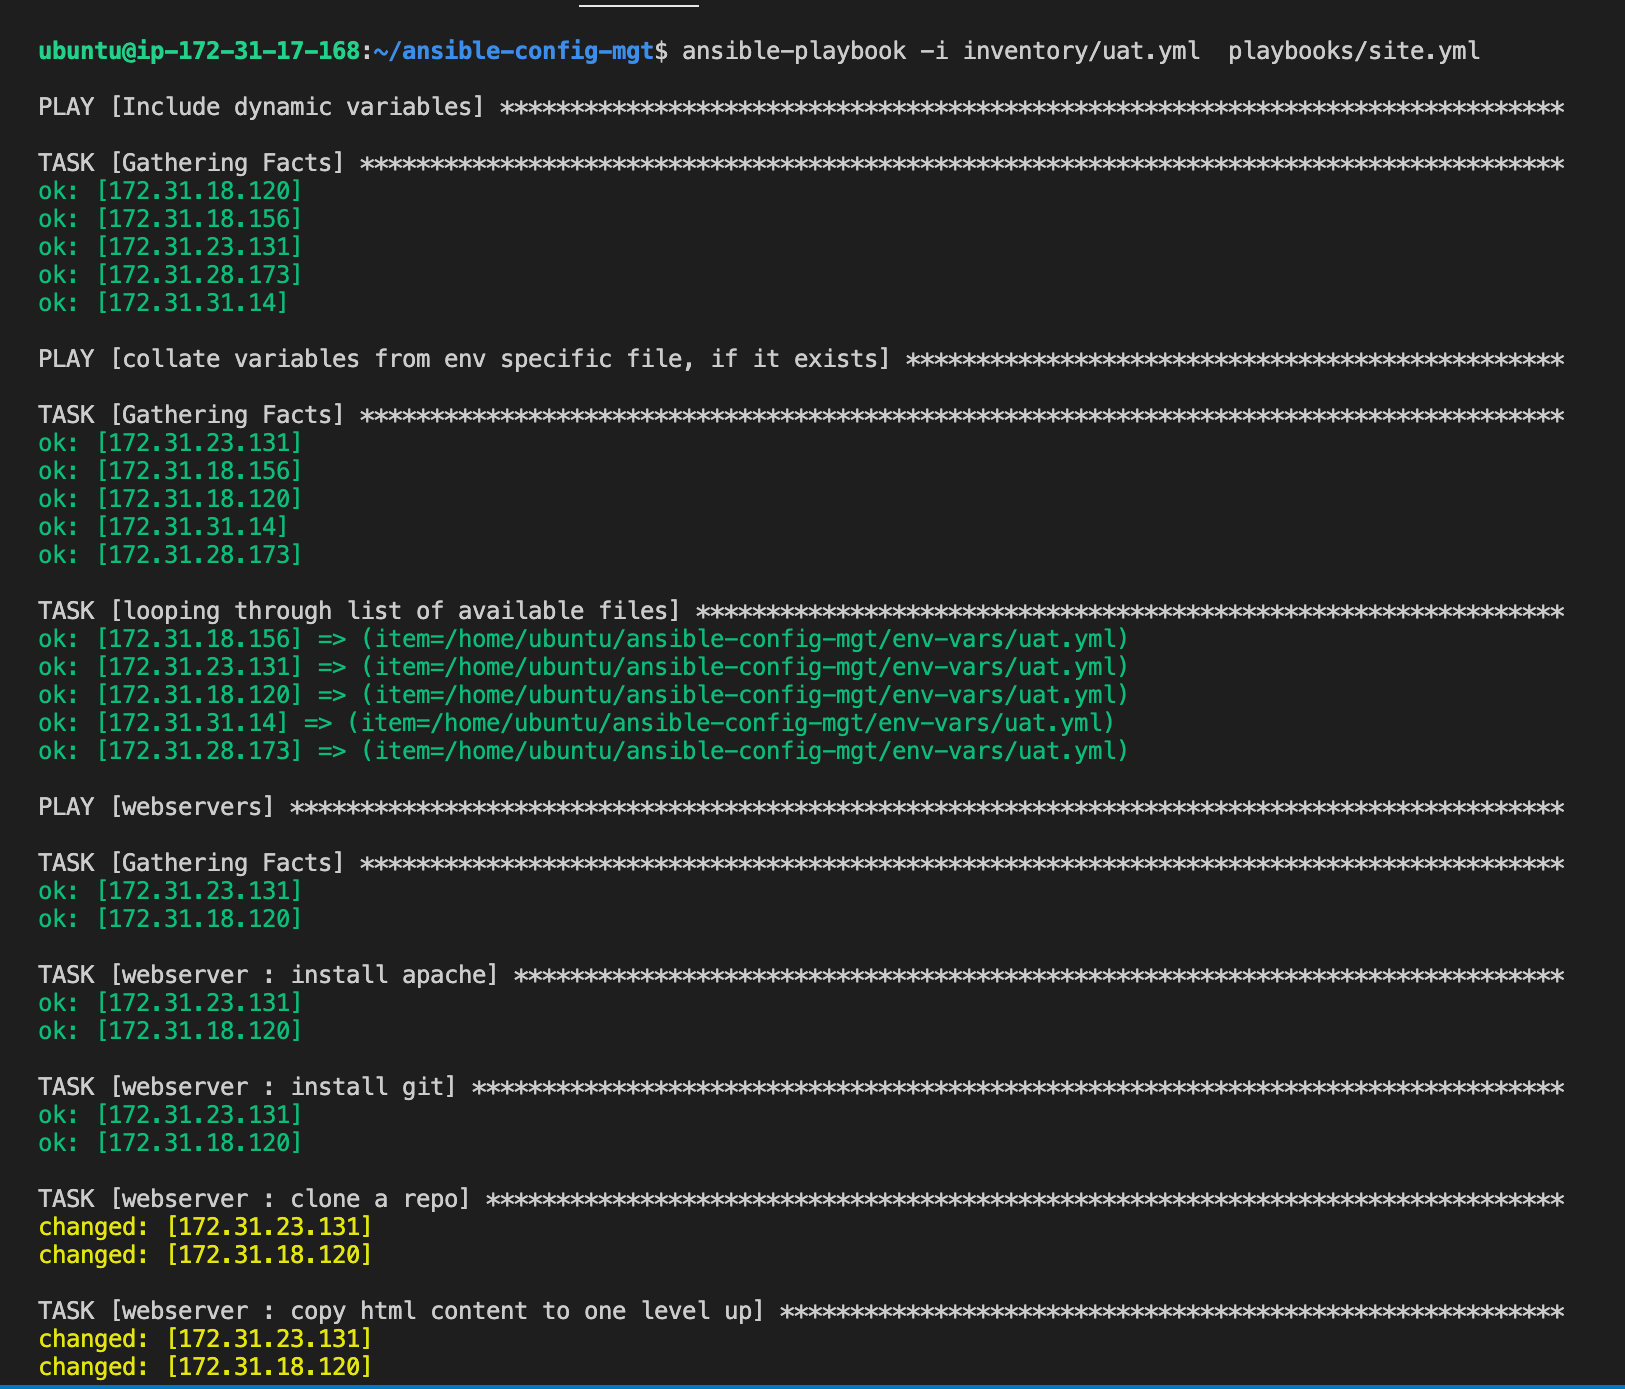 ubuntu@ip-172-31-17-168:~/ansible-config-mgt$ ansible-playbook -i inventory/uat.yml  playbooks/site.yml
PLAY [Include dynamic variables] ****************************************************************************
TASK [Gathering Facts] **************************************************************************************
ok: [172.31.18.120]
ok: [172.31.18.156]
ok: [172.31.23.131]
ok: [172.31.28.173]
ok: [172.31.31.14]
PLAY [collate variables from env specific file, if it exists] ***********************************************
TASK [Gathering Facts] **************************************************************************************
ok: [172.31.23.131]
ok: [172.31.18.156]
ok: [172.31.18.120]
ok: [172.31.31.14]
ok: [172.31.28.173]
TASK [looping through list of available files] **************************************************************
ok: [172.31.18.156] => (item=/home/ubuntu/ansible-config-mgt/env-vars/uat.yml)
ok: [172.31.23.131] => (item=/home/ubuntu/ansible-config-mgt/env-vars/uat.yml)
ok: [172.31.18.120] => (item=/home/ubuntu/ansible-config-mgt/env-vars/uat.yml)
ok: [172.31.31.14] => (item=/home/ubuntu/ansible-config-mgt/env-vars/uat.yml)
ok: [172.31.28.173] => (item=/home/ubuntu/ansible-config-mgt/env-vars/uat.yml)
PLAY [webservers] *******************************************************************************************
TASK [Gathering Facts] **************************************************************************************
ok: [172.31.23.131]
ok: [172.31.18.120]
TASK [webserver : install apache] ***************************************************************************
ok: [172.31.23.131]
ok: [172.31.18.120]
TASK [webserver : install git] ******************************************************************************
ok: [172.31.23.131]
ok: [172.31.18.120]
TASK [webserver : clone a repo] *****************************************************************************
changed: [172.31.23.131]
changed: [172.31.18.120]
TASK [webserver : copy html content to one level up] ********************************************************
changed: [172.31.23.131]
changed: [172.31.18.120]